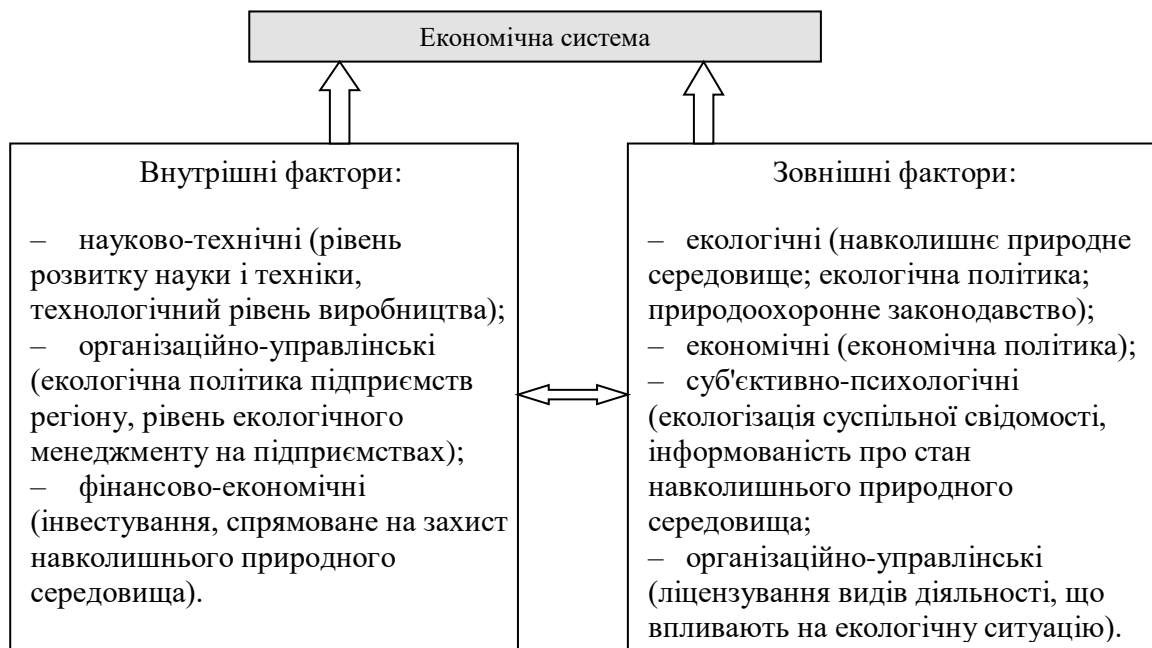 Економічна система
Внутрішні фактори:
– науково-технічні (рівень
розвитку науки і техніки,
технологічний рівень виробництва);
– організаційно-управлінські
(екологічна політика підприємств
регіону, рівень екологічного
менеджменту на підприємствах);
– фінансово-економічні
(інвестування, спрямоване на захист
навколишнього природного
середовища).
Зовнішні фактори:
– екологічні (навколишнє природне
середовище; екологічна політика;
природоохоронне законодавство);
– економічні (економічна політика);
– суб'єктивно-психологічні
(екологізація суспільної свідомості,
інформованість про стан
навколишнього природного
середовища;
– організаційно-управлінські
(ліцензування видів діяльності, що
впливають на екологічну ситуацію).